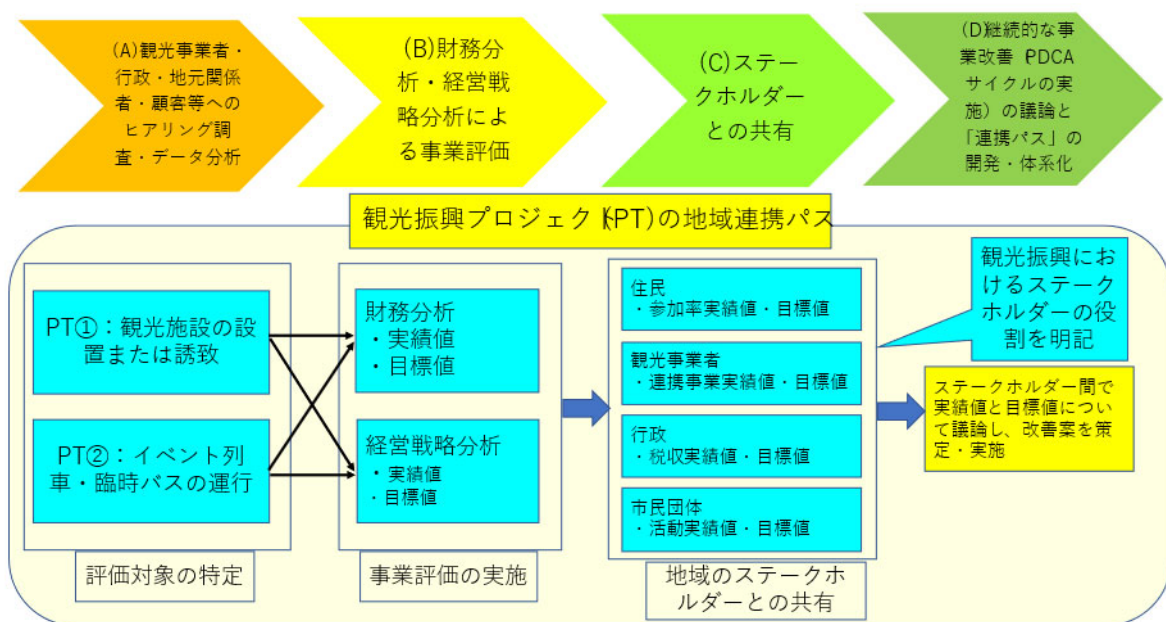 (A)観光事業者・
行政・地元関係
者・顧客等への
ヒアリング調
査・データ分析
(B)財務分
析・経営戦
略分析によ
る事業評価
(C)ステー
クホルダー
との共有
(D)継続的な事
業改善（PDCA
サイクルの実
施）の議論と
「連携パス」の
開発・体系化
観光振興プロジェクト(PT)の地域連携パス
PT①：観光施設の設
置または誘致
PT②：イベント列
車・臨時バスの運行
評価対象の特定
財務分析
・実績値
・目標値
経営戦略分析
・実績値
・目標値
事業評価の実施
住民
・参加率実績値・目標値
観光事業者
・連携事業実績値・目標値
行政
・税収実績値・目標値
市民団体
・活動実績値・目標値
地域のステークホ
ルダーとの共有
観光振興にお
けるステーク
ホルダーの役
割を明記
ステークホルダー間で
実績値と目標値につい
て議論し、改善案を策
定・実施